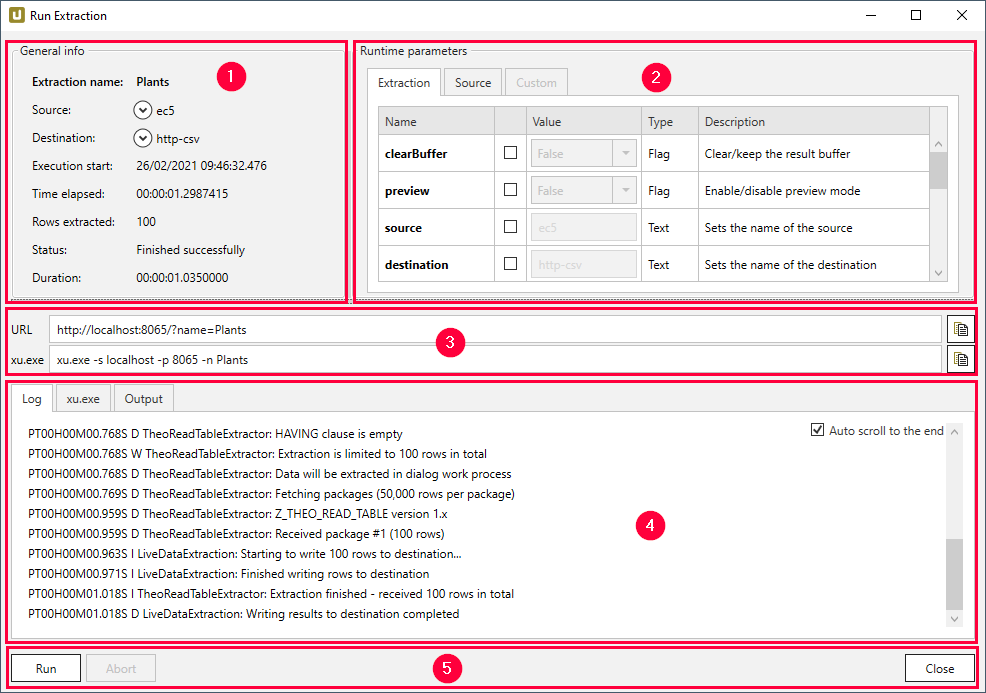 Run Extraction
General info
Extraction name: Plants
1
Source: ec5
Destination: http-csv
Execution start: 26/02/2021 09:46:32.476
Time elapsed: 00:00:01.2987415
Rows extracted: 100
Status: Finished successfully
Duration: 00:00:01.0350000
Runtime parameters
2
Extraction Source Custom
Name Value Type Description
clearBuffer False Flag Clear/keep the result buffer
preview False Flag Enable/disable preview mode
source ec5 Text Sets the name of the source
destination http-csv Text Sets the name of the destination
URL http://localhost:8065/?name=Plants
3
xu.exe xu.exe -s localhost -p 8065 -n Plants
Log xu.exe Output
Auto scroll to the end
PT00H00M00.768S D TheoReadTableExtractor: HAVING clause is empty
PT00H00M00.768S W TheoReadTableExtractor: Extraction is limited to 100 rows in total
PT00H00M00.768S D TheoReadTableExtractor: Data will be extracted in dialog work process
PT00H00M00.769S D TheoReadTableExtractor: Fetching packages (50,000 rows per package)
PT00H00M00.959S D TheoReadTableExtractor: Z_THEO_READ_TABLE version 1.x
PT00H00M00.959S D TheoReadTableExtractor: Received package #1 (100 rows)
4
PT00H00M00.963S I LiveDataExtraction: Starting to write 100 rows to destination...
PT00H00M00.971S I LiveDataExtraction: Finished writing rows to destination
PT00H00M01.018S I TheoReadTableExtractor: Extraction finished - received 100 rows in total
PT00H00M01.018S D LiveDataExtraction: Writing results to destination completed
Run Abort 5 Close